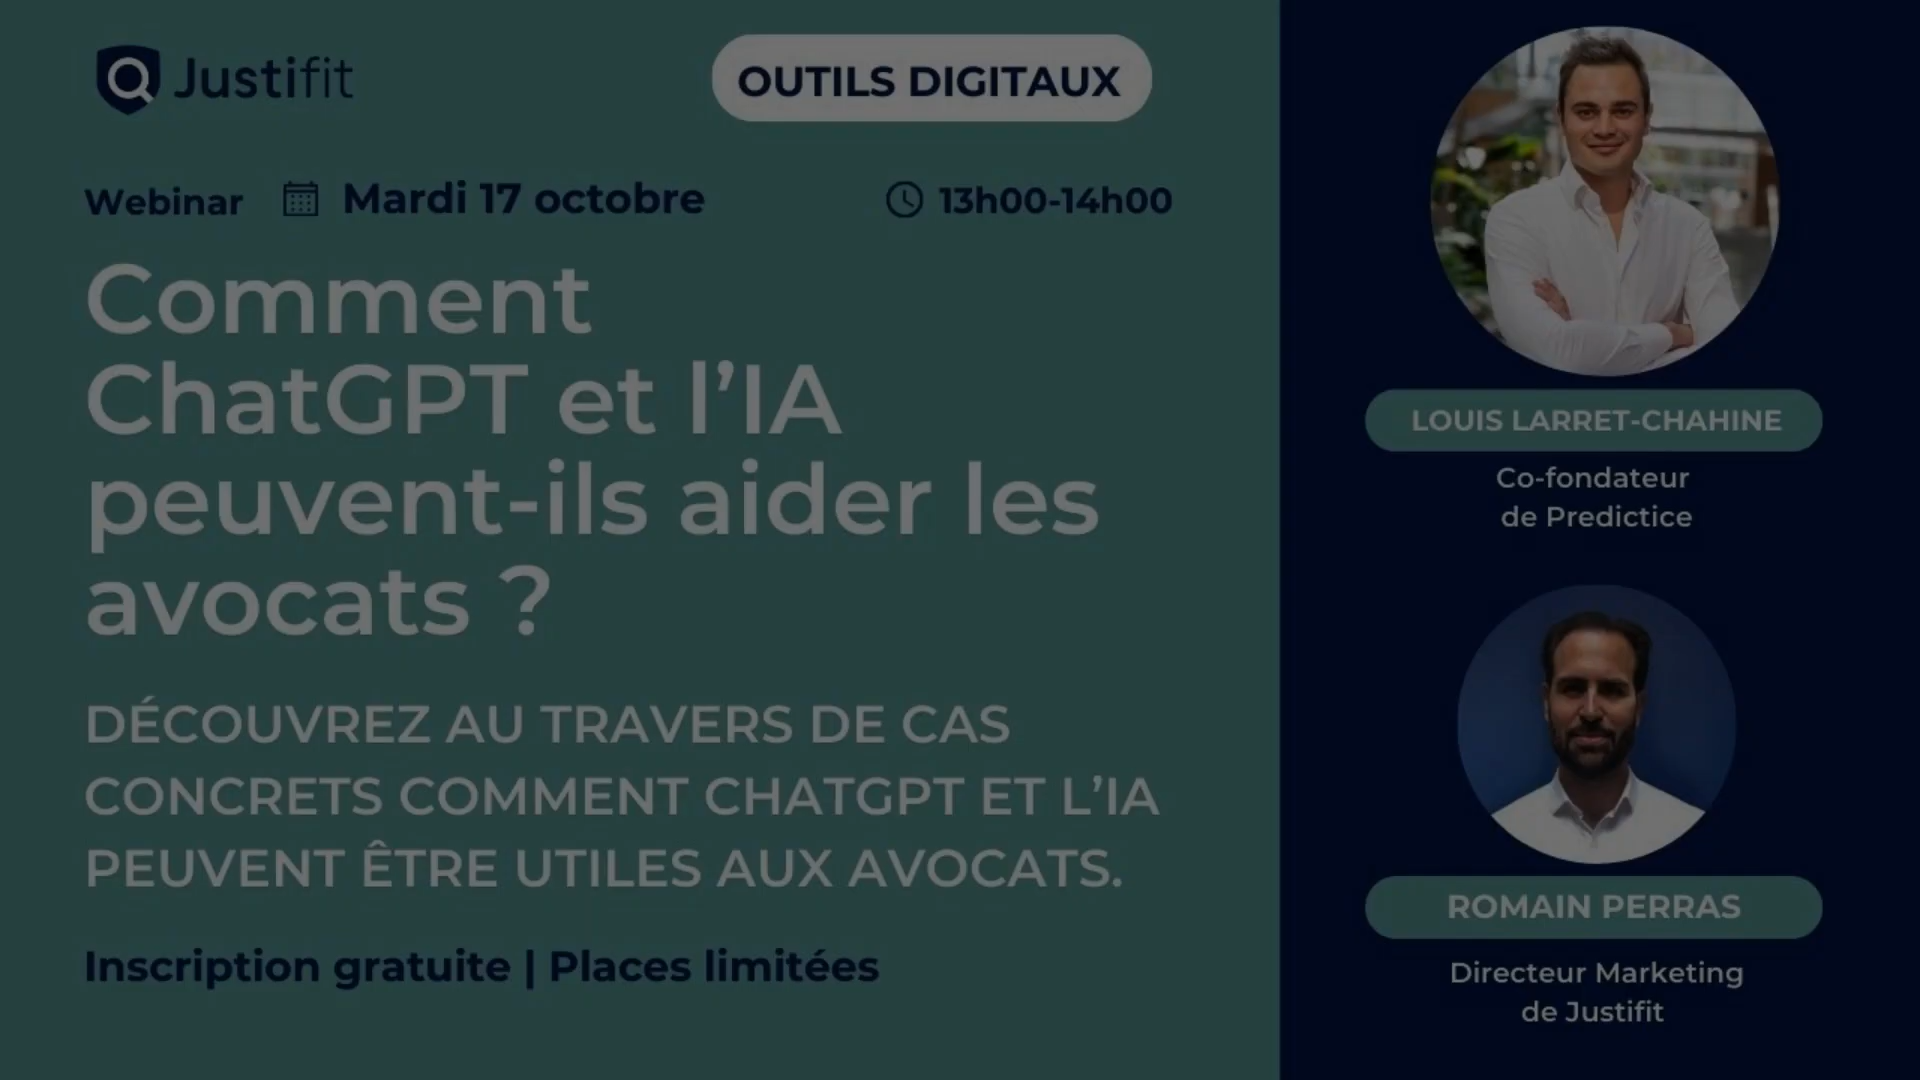 Justifit
OUTILS DIGITAUX
Webinar
Mardi 17 octobre
13h00-14h00
Comment
ChatGPT et l’IA
peuvent-ils aider les
avocats ?
DÉCOUVREZ AU TRAVERS DE CAS
CONCRETS COMMENT CHATGPT ET L’IA
PEUVENT ÊTRE UTILES AUX AVOCATS.
Inscription gratuite | Places limitées
LOUIS LARRET-CHAHINE
Co-fondateur
de Predictice
ROMAIN PERRAS
Directeur Marketing
de Justifit